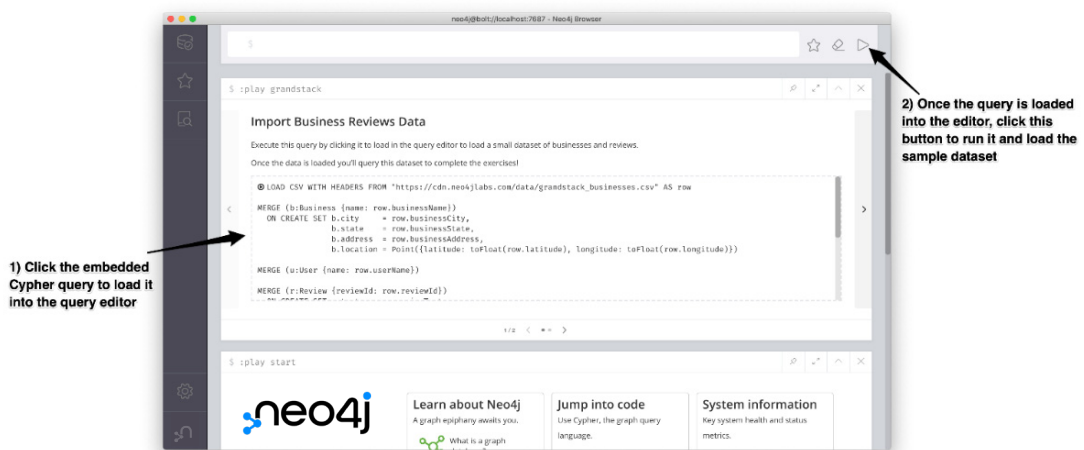 neo4j@bolt://localhost:7687 - Neo4j Browser
$
$ :play grandstack
2) Once the query is loaded
into the editor, click this
button to run it and load the
sample dataset
Import Business Reviews Data
Execute this query by clicking it to load in the query editor to load a small dataset of businesses and reviews.
Once the data is loaded you'll query this dataset to complete the exercises!
LOAD CSV WITH HEADERS FROM "https://cdn.neo4jlabs.com/data/grandstack_businesses.csv" AS row
MERGE (b:Business {name: row.businessName})
ON CREATE SET b.city = row.businessCity,
b.state = row.businessState,
b.address = row.businessAddress,
b.location = Point({latitude: toFloat(row.latitude), longitude: toFloat(row.longitude)})
MERGE (u:User {name: row.userName})
MERGE (r:Review {reviewId: row.reviewId})
1) Click the embedded
Cypher query to load it
into the query editor
1/2
$ :play start
neo4j
Learn about Neo4j
A graph epiphany awaits you.
What is a graph
Jump into code
Use Cypher, the graph query
language.
System information
Key system health and status
metrics.